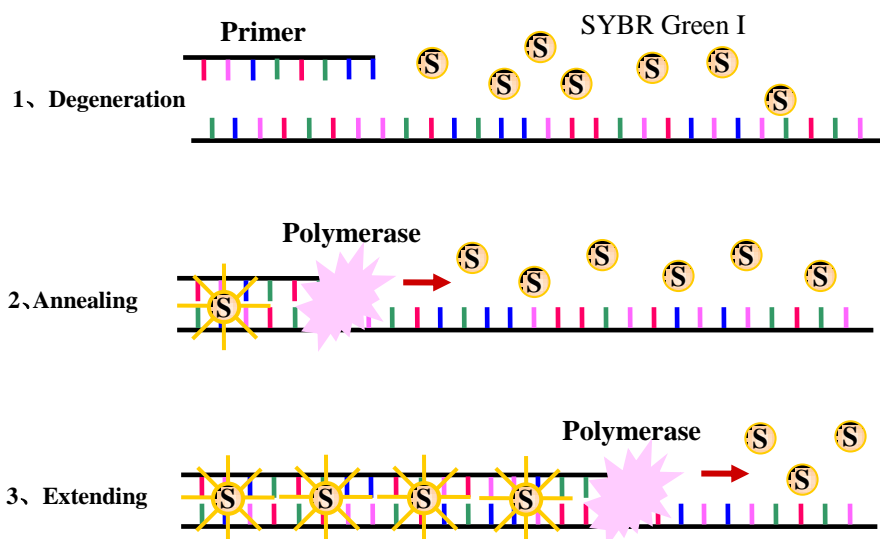 Primer
SYBR Green I
S S S S S S S
1、Degeneration
Polymerase
S S S S S S
2、Annealing
S
Polymerase
S S S
3、Extending
S S S S